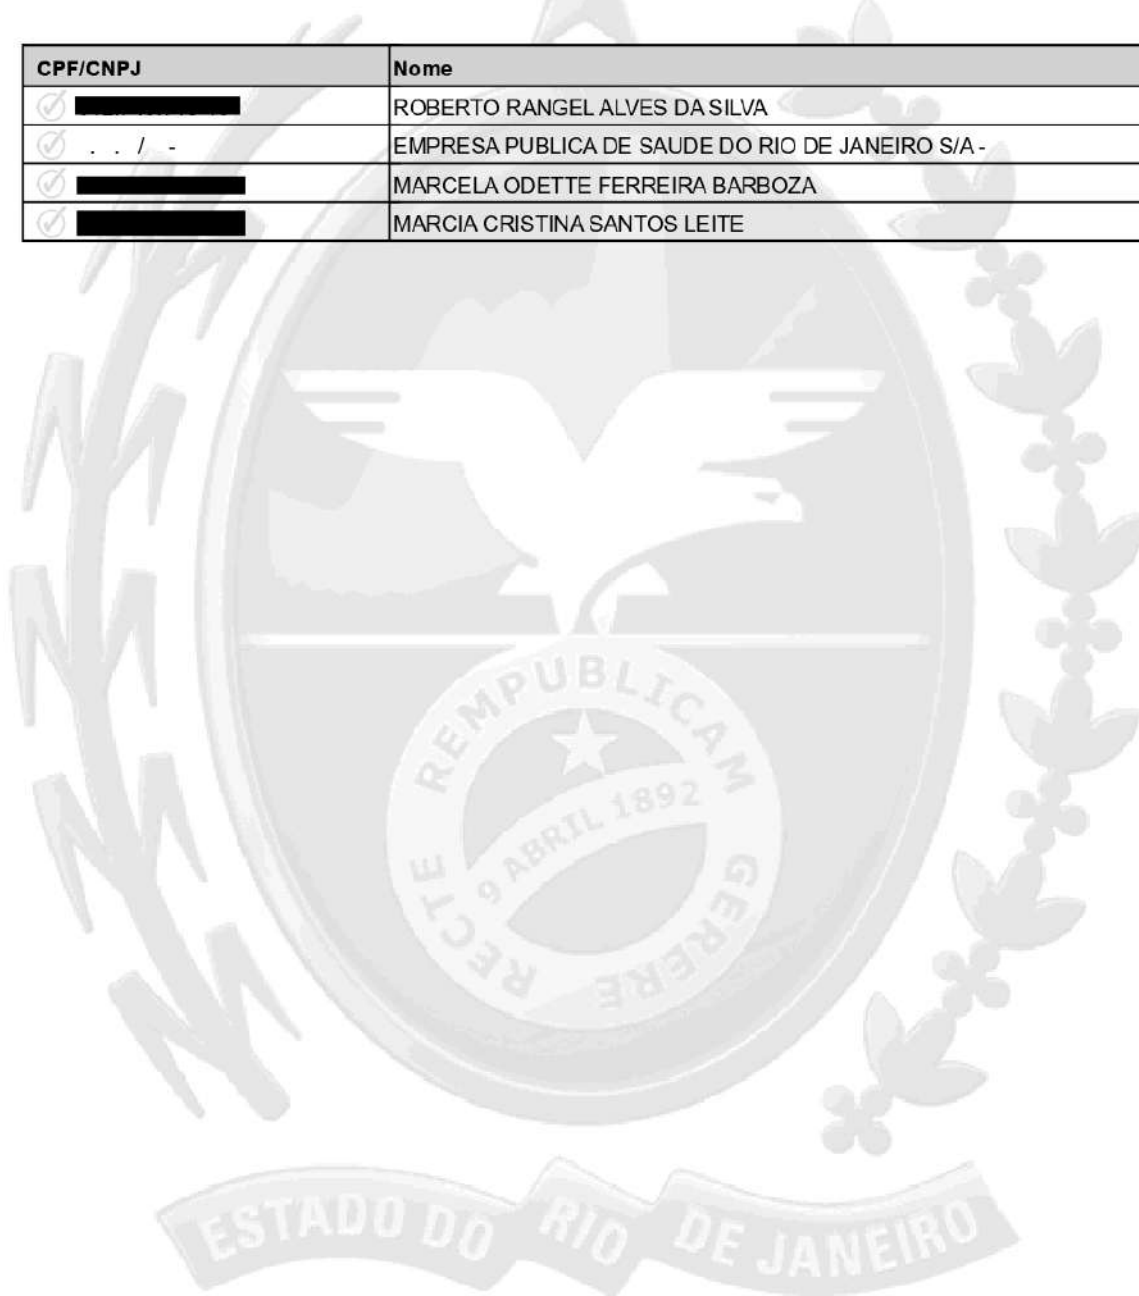 CPF/CNPJ Nome
ROBERTO RANGEL ALVES DA SILVA
. . / - EMPRESA PUBLICA DE SAUDE DO RIO DE JANEIRO S/A -
MARCELA ODETTE FERREIRA BARBOZA
MARCIA CRISTINA SANTOS LEITE
RECTE REMPUBLICAM GERERE
9 ABRIL 1892
ESTADO DO RIO DE JANEIRO